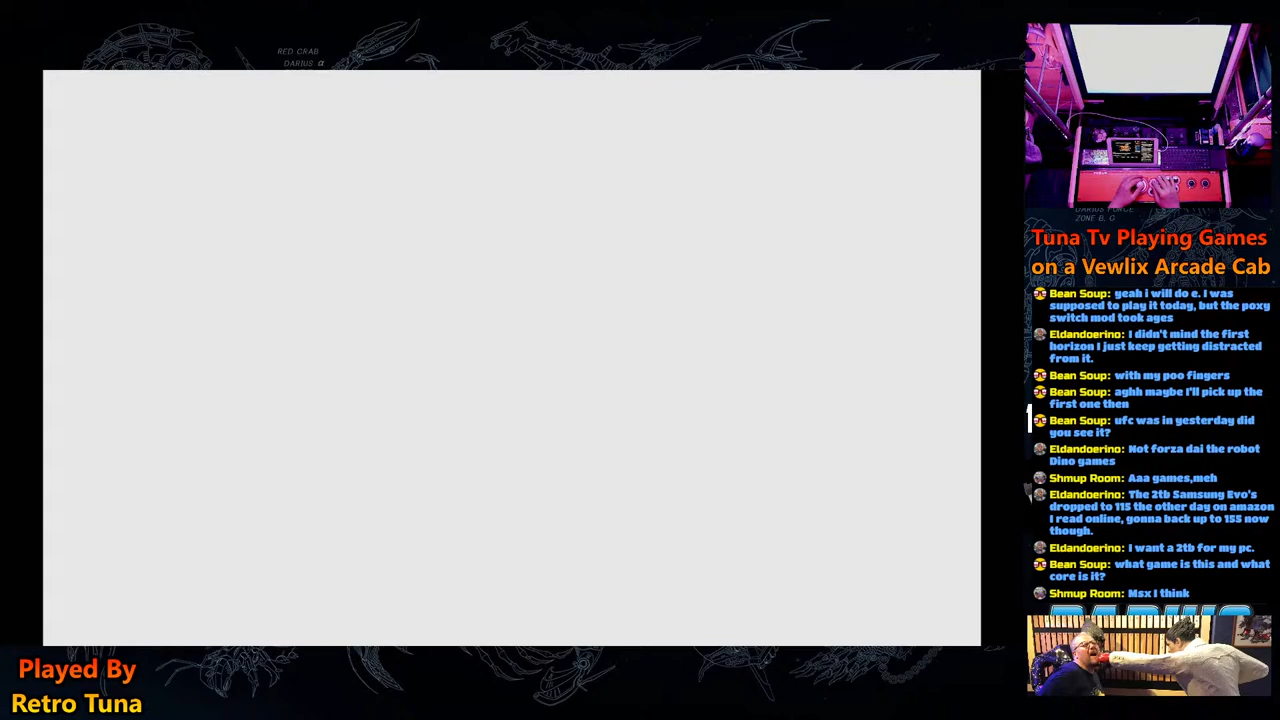 RED CRAB
DARIUS α
DARIUS FORCE
ZONE B, G
Tuna Tv Playing Games
on a Vewlix Arcade Cab
Bean Soup: yeah i will do e. I was
supposed to play it today, but the poxy
switch mod took ages
Eldandoerino: I didn't mind the first
horizon I just keep getting distracted
from it.
Bean Soup: with my poo fingers
Bean Soup: aghh maybe I'll pick up the
first one then
Bean Soup: ufc was in yesterday did
you see it?
Eldandoerino: Not forza dai the robot
Dino games
Shmup Room: Aaa games,meh
Eldandoerino: The 2tb Samsung Evo's
dropped to 115 the other day on amazon
I read online, gonna back up to 155 now
though.
Eldandoerino: I want a 2tb for my pc.
Bean Soup: what game is this and what
core is it?
Shmup Room: Msx I think
Played By
Retro Tuna